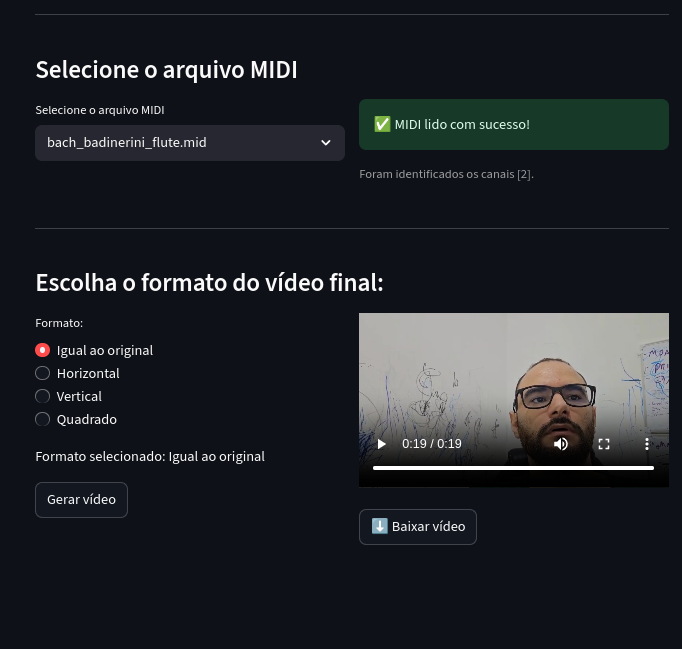 Selecione o arquivo MIDI
Selecione o arquivo MIDI
bach_badinerini_flute.mid
✅ MIDI lido com sucesso!
Foram identificados os canais [2].
Escolha o formato do vídeo final:
Formato:
Igual ao original
Horizontal
Vertical
Quadrado
Formato selecionado: Igual ao original
Gerar vídeo
0:19 / 0:19
⬇️ Baixar vídeo